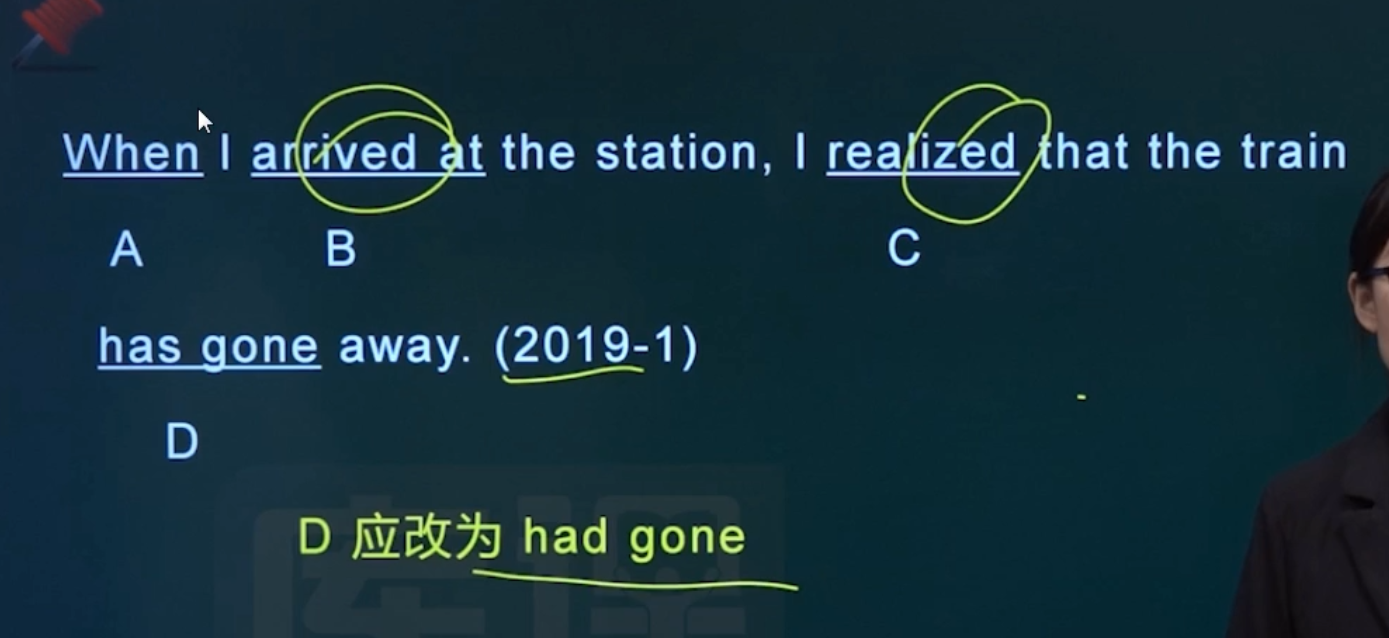 When I arrived at the station, I realized that the train
A B C
has gone away. (2019-1)
D
D 应改为 had gone